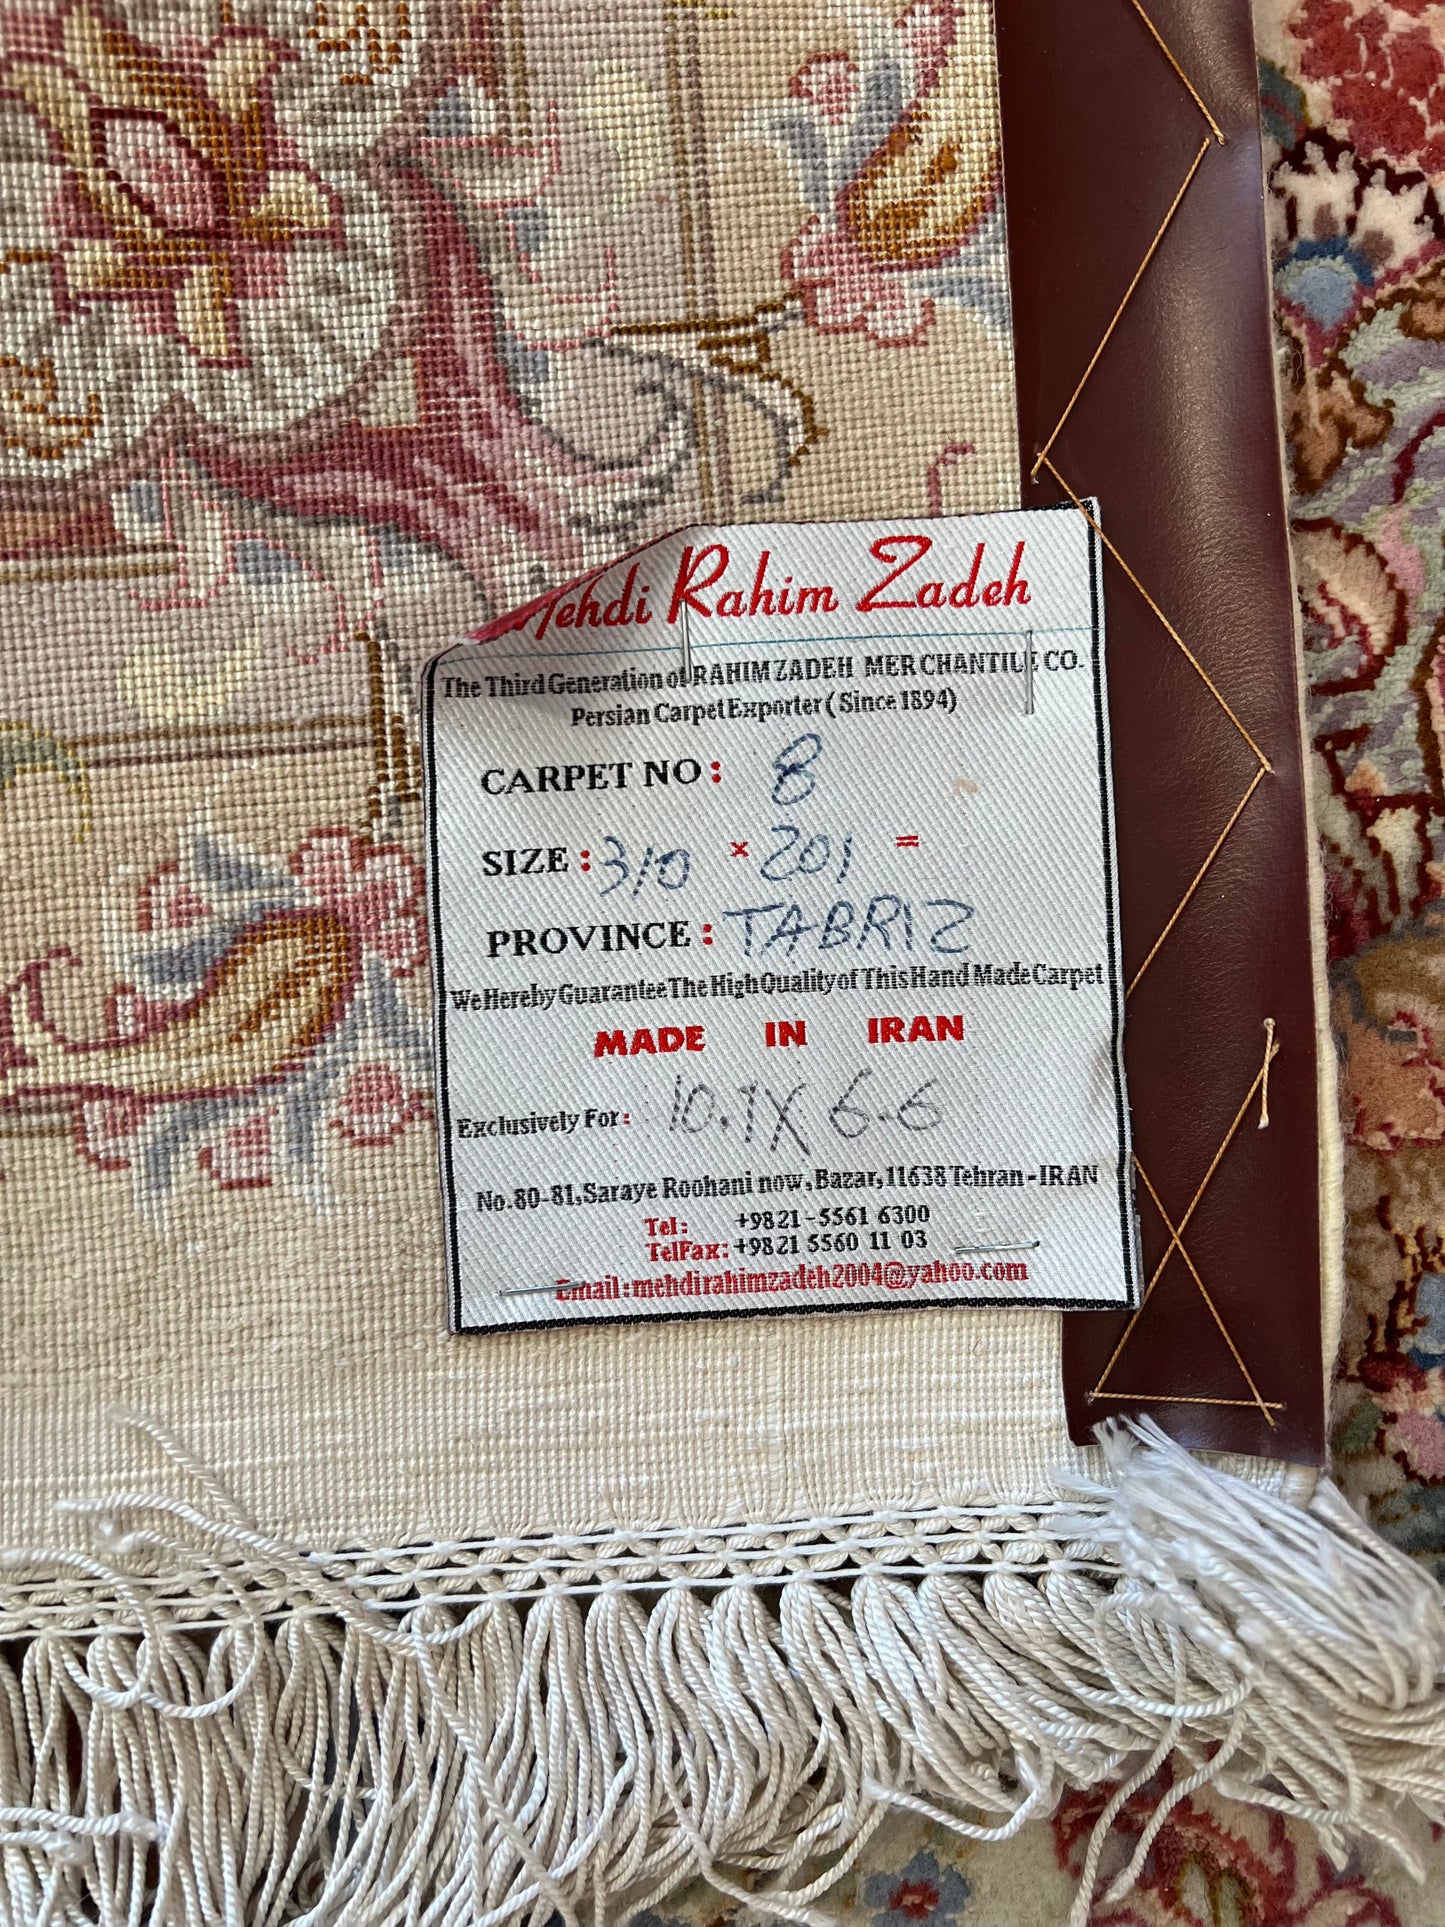 Mehdi Rahim Zadeh
The Third Generation of RAHIMZADEH MERCHANTILE CO.
Persian Carpet Exporter ( Since 1894)
CARPET NO : 8
SIZE : 310 × 201 =
PROVINCE : TABRIZ
We Hereby Guarantee The High Quality of This Hand Made Carpet
MADE IN IRAN
Exclusively For: 10.1X 6.6
No.80-81,Saraye Roohani now,Bazar,11638 Tehran-IRAN
Tel: +9821-5561 6300
TelFax: +9821 5560 11 03
Email:mehdirahimzadeh2004@yahoo.com